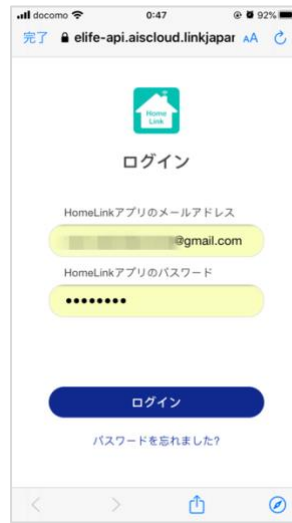 docomo 0:47 92%
完了 elife-api.aiscloud.linkjapar AA
Home
Link
ログイン
HomeLinkアプリのメールアドレス
@gmail.com
HomeLinkアプリのパスワード
••••••••
ログイン
パスワードを忘れました?